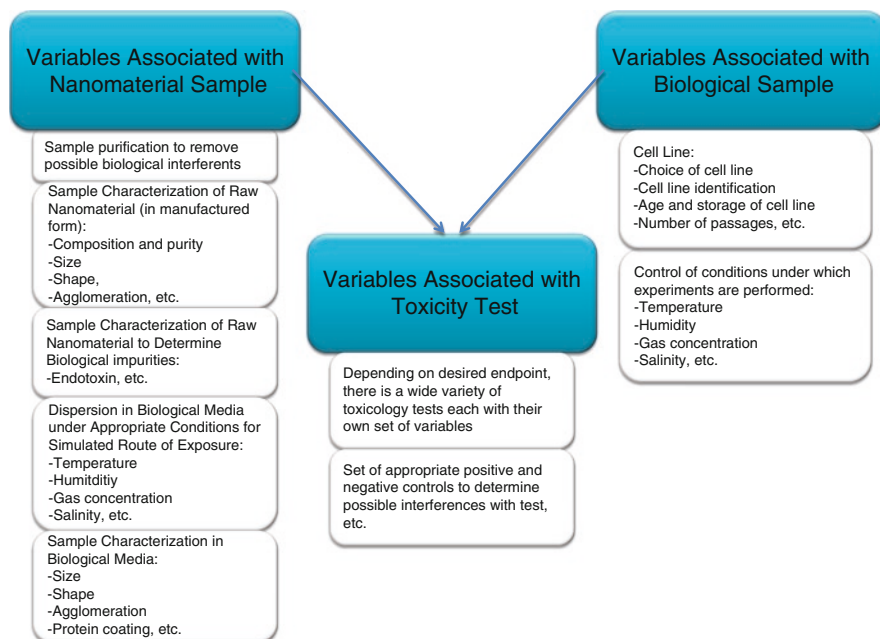 Variables Associated with
Nanomaterial Sample
Sample purification to remove
possible biological interferents
Sample Characterization of Raw
Nanomaterial (in manufactured
form):
-Composition and purity
-Size
-Shape,
-Agglomeration, etc.
Sample Characterization of Raw
Nanomaterial to Determine
Biological impurities:
-Endotoxin, etc.
Dispersion in Biological Media
under Appropriate Conditions for
Simulated Route of Exposure:
-Temperature
-Humitditiy
-Gas concentration
-Salinity, etc.
Sample Characterization in
Biological Media:
-Size
-Shape
-Agglomeration
-Protein coating, etc.
Variables Associated with
Toxicity Test
Depending on desired endpoint,
there is a wide variety of
toxicology tests each with their
own set of variables
Set of appropriate positive and
negative controls to determine
possible interferences with test,
etc.
Variables Associated with
Biological Sample
Cell Line:
-Choice of cell line
-Cell line identification
-Age and storage of cell line
-Number of passages, etc.
Control of conditions under which
experiments are performed:
-Temperature
-Humidity
-Gas concentration
-Salinity, etc.